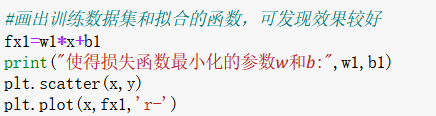 #画出训练数据集和拟合的函数，可发现效果较好
fx1=w1*x+b1
print("使得损失函数最小化的参数w和b:",w1,b1)
plt.scatter(x,y)
plt.plot(x,fx1,'r-')